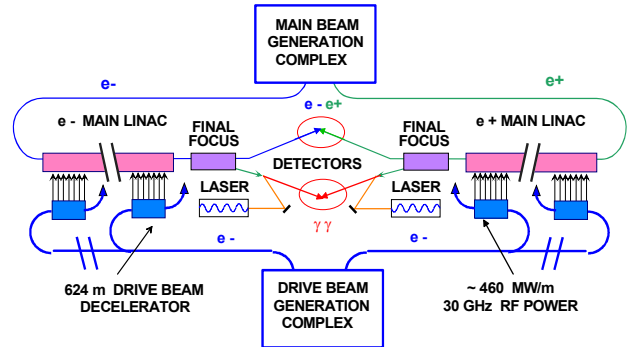 MAIN BEAM
GENERATION
COMPLEX
e-
e+
e - e+
e - MAIN LINAC
e + MAIN LINAC
FINAL
FOCUS
FINAL
FOCUS
DETECTORS
LASER
LASER
γ γ
e -
e -
624 m DRIVE BEAM
DECELERATOR
DRIVE BEAM
GENERATION
COMPLEX
~ 460 MW/m
30 GHz RF POWER